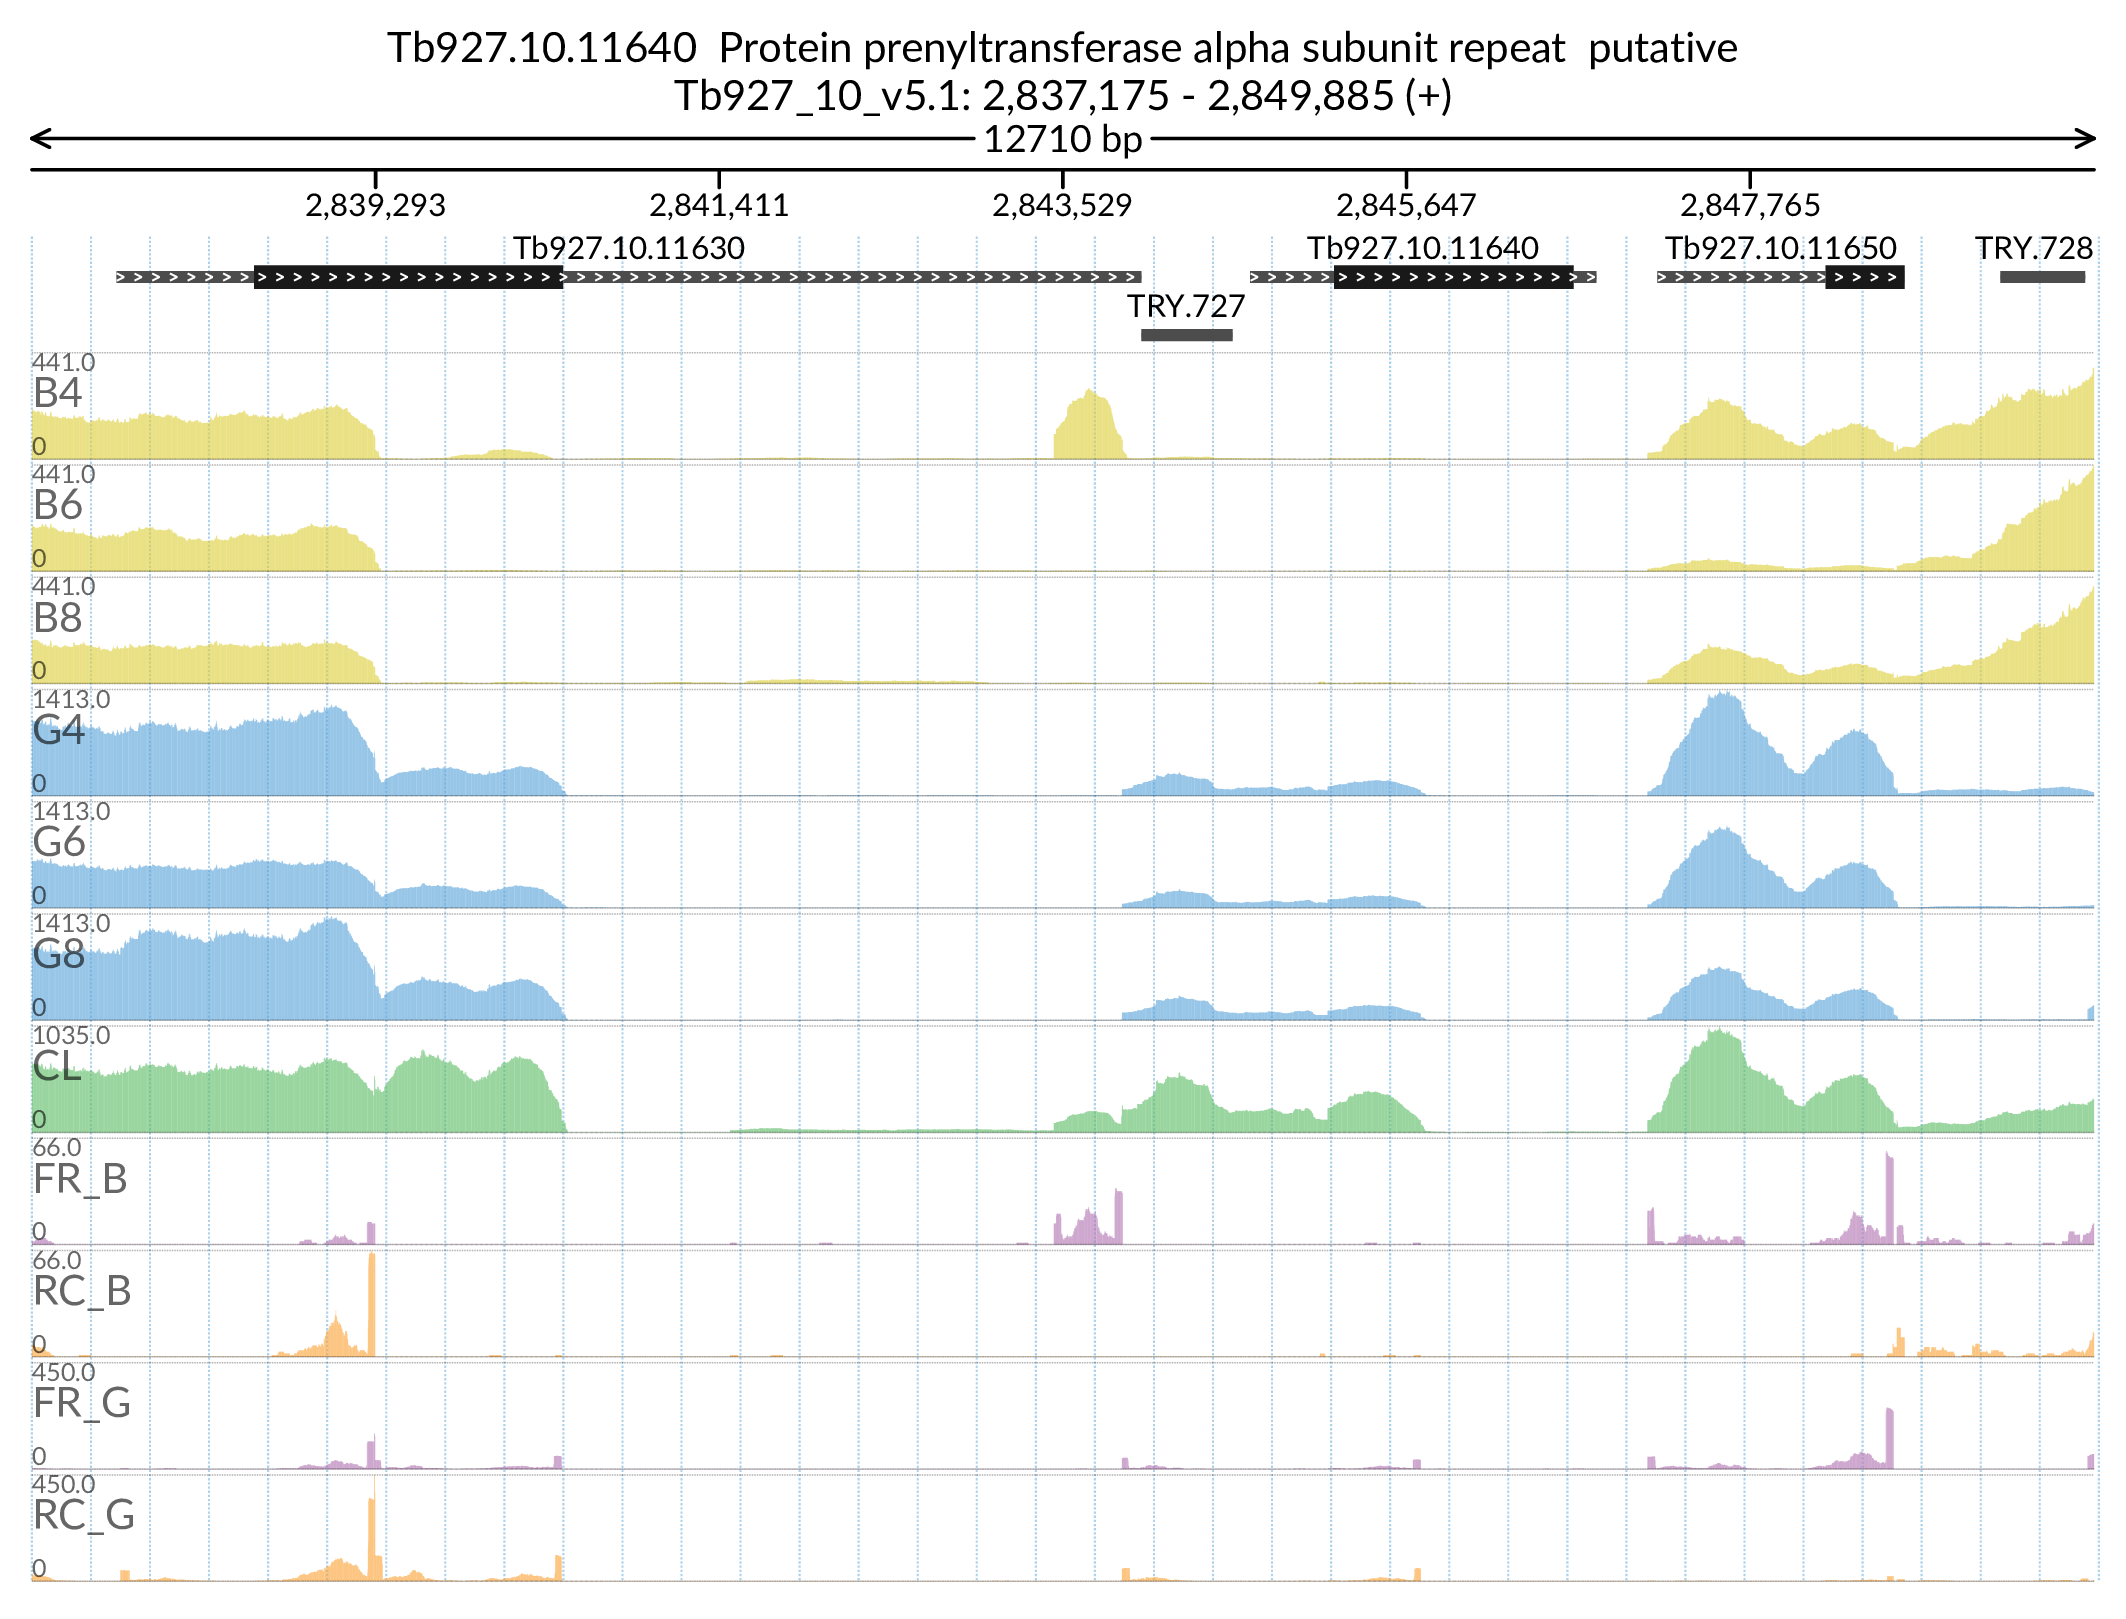 Tb927.10.11640  Protein prenyltransferase alpha subunit repeat  putative
Tb927_10_v5.1: 2,837,175 - 2,849,885 (+)
12710 bp
2,839,293 2,841,411 2,843,529 2,845,647 2,847,765
Tb927.10.11630 Tb927.10.11640 Tb927.10.11650 TRY.728
TRY.727
441.0
B4
0
441.0
B6
0
441.0
B8
0
1413.0
G4
0
1413.0
G6
0
1413.0
G8
0
1035.0
CL
0
66.0
FR_B
0
66.0
RC_B
0
450.0
FR_G
0
450.0
RC_G
0